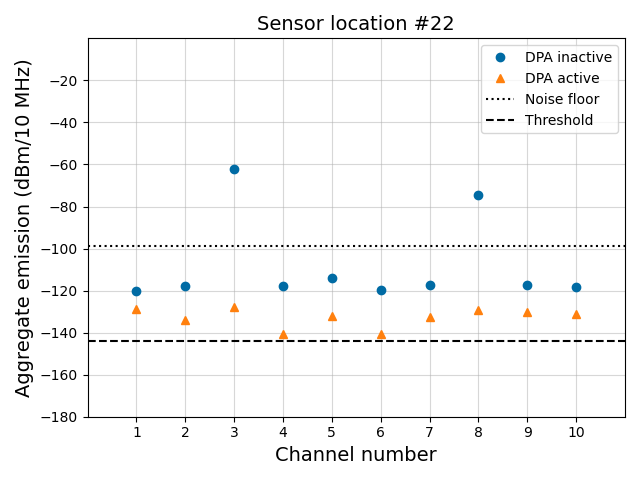 Sensor location #22
DPA inactive
DPA active
Noise floor
Threshold
Aggregate emission (dBm/10 MHz)
−20
−40
−60
−80
−100
−120
−140
−160
−180
1 2 3 4 5 6 7 8 9 10
Channel number